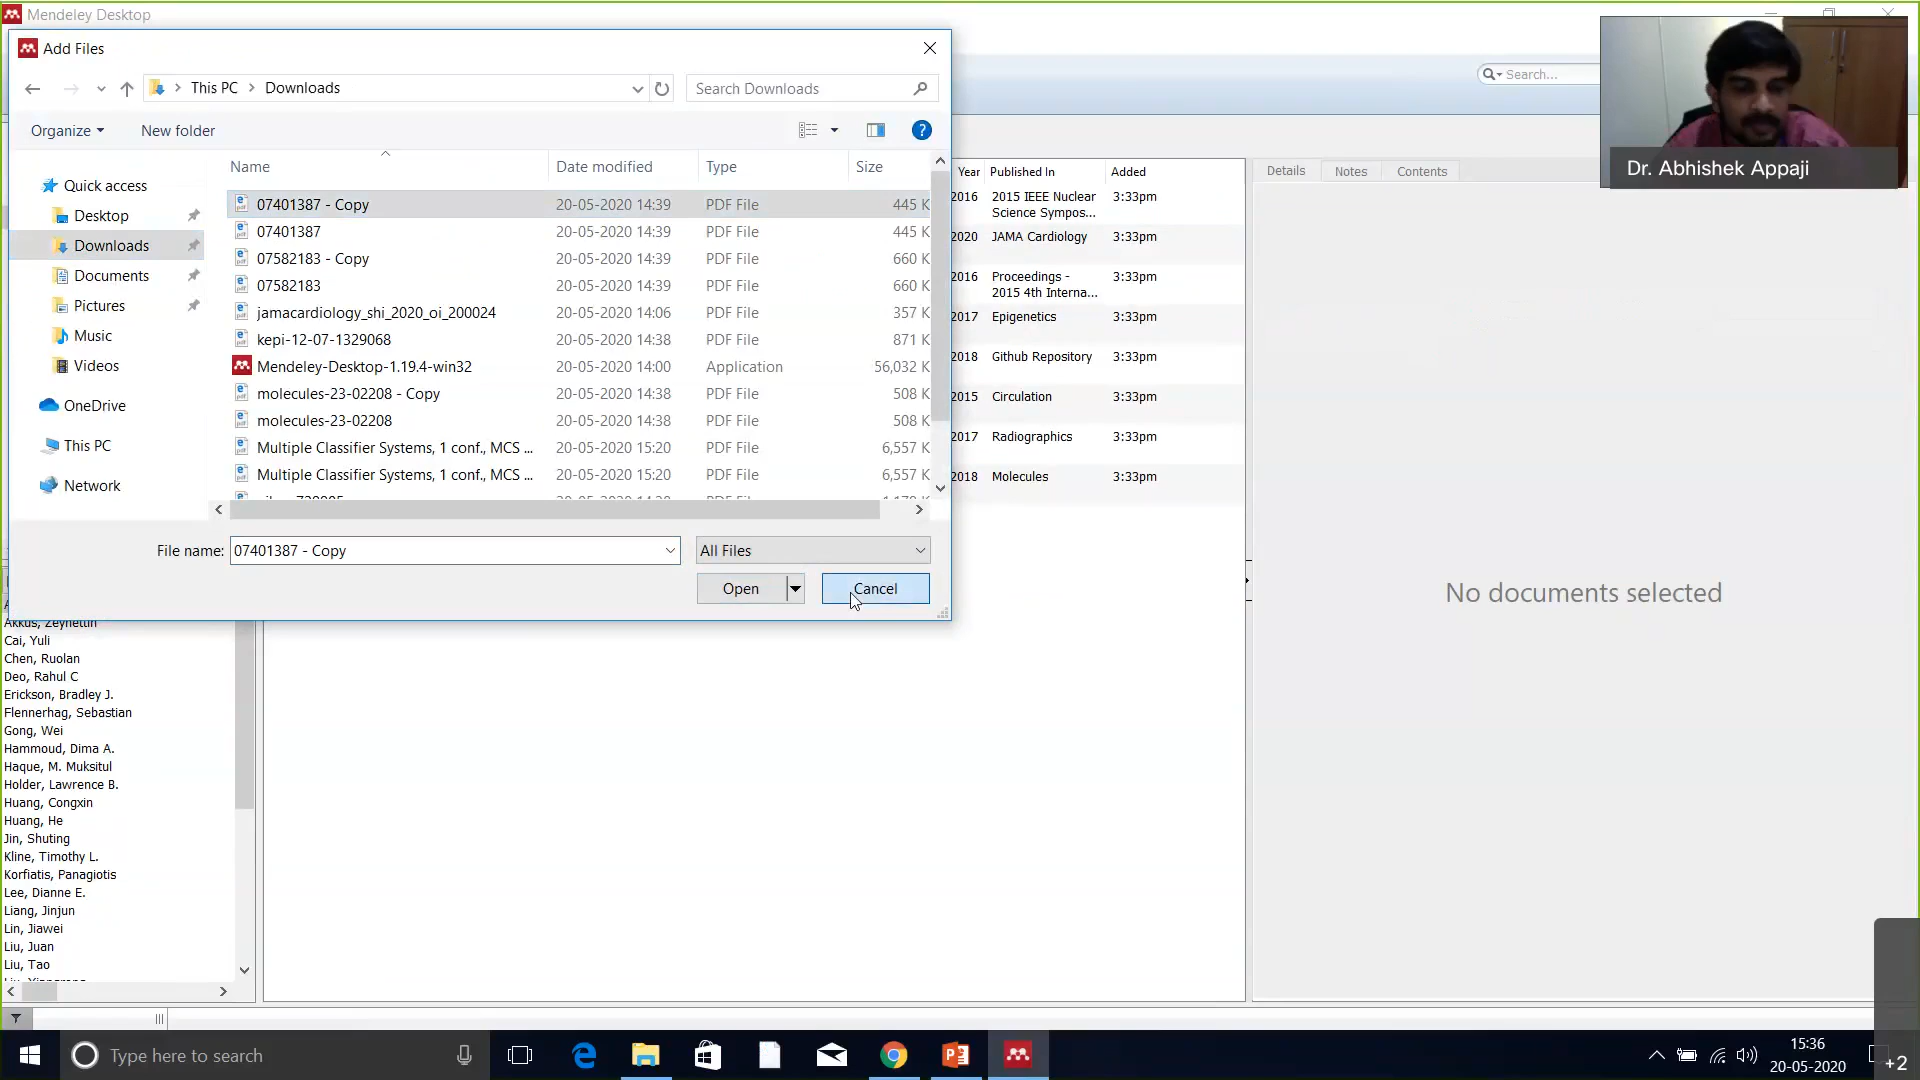 Mendeley Desktop
Add Files
This PC > Downloads
Search Downloads
Search...
Organize
New folder
Name Date modified Type Size
Quick access
Desktop
Downloads
Documents
Pictures
Music
Videos
OneDrive
This PC
Network
07401387 - Copy 20-05-2020 14:39 PDF File 445 K
07401387 20-05-2020 14:39 PDF File 445 K
07582183 - Copy 20-05-2020 14:39 PDF File 660 K
07582183 20-05-2020 14:39 PDF File 660 K
jamacardiology_shi_2020_oi_200024 20-05-2020 14:06 PDF File 357 K
kepi-12-07-1329068 20-05-2020 14:38 PDF File 871 K
Mendeley-Desktop-1.19.4-win32 20-05-2020 14:00 Application 56,032 K
molecules-23-02208 - Copy 20-05-2020 14:38 PDF File 508 K
molecules-23-02208 20-05-2020 14:38 PDF File 508 K
Multiple Classifier Systems, 1 conf., MCS ... 20-05-2020 15:20 PDF File 6,557 K
Multiple Classifier Systems, 1 conf., MCS ... 20-05-2020 15:20 PDF File 6,557 K
File name: 07401387 - Copy
All Files
Open
Cancel
Year Published In Added
2016 2015 IEEE Nuclear 3:33pm
Science Sympos...
2020 JAMA Cardiology 3:33pm
2016 Proceedings - 3:33pm
2015 4th Interna...
2017 Epigenetics 3:33pm
2018 Github Repository 3:33pm
2015 Circulation 3:33pm
2017 Radiographics 3:33pm
2018 Molecules 3:33pm
Details Notes Contents
No documents selected
Dr. Abhishek Appaji
Akkus, Zeynettin
Cai, Yuli
Chen, Ruolan
Deo, Rahul C
Erickson, Bradley J.
Flennerhag, Sebastian
Gong, Wei
Hammoud, Dima A.
Haque, M. Muksitul
Holder, Lawrence B.
Huang, Congxin
Huang, He
Jin, Shuting
Kline, Timothy L.
Korfiatis, Panagiotis
Lee, Dianne E.
Liang, Jinjun
Lin, Jiawei
Liu, Juan
Liu, Tao
Type here to search
15:36
20-05-2020
+2